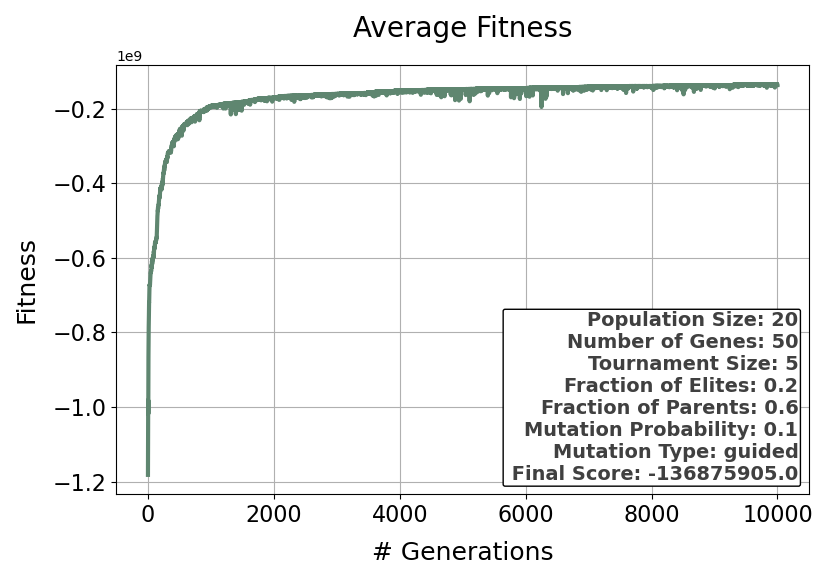 Average Fitness
1e9
−0.2
−0.4
−0.6
−0.8
−1.0
−1.2
Fitness
Population Size: 20
Number of Genes: 50
Tournament Size: 5
Fraction of Elites: 0.2
Fraction of Parents: 0.6
Mutation Probability: 0.1
Mutation Type: guided
Final Score: -136875905.0
0 2000 4000 6000 8000 10000
# Generations